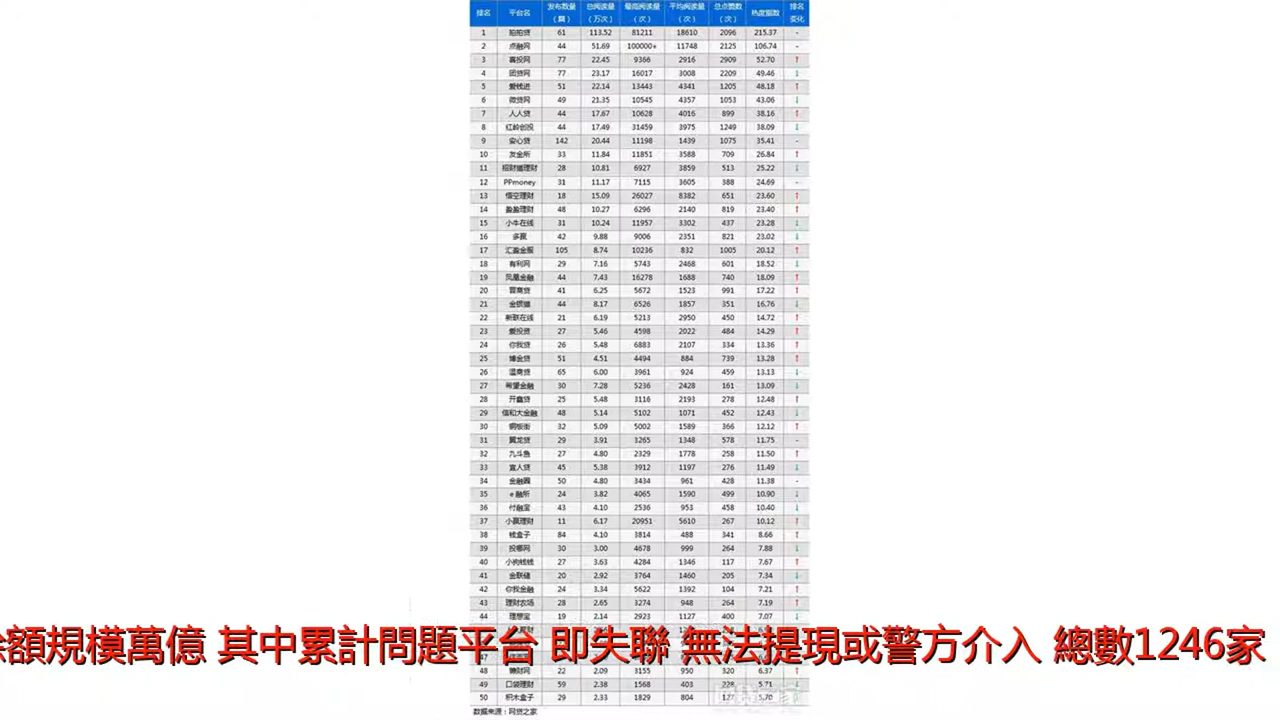 排名 平台名 发布数量（篇） 总阅读量（万次） 最高阅读量（次） 平均阅读量（次） 总点赞数（次） 热度指数 排名变化
1 拍拍贷 61 113.52 81211 18610 2096 215.37 -
2 点融网 44 51.69 100000+ 11748 2125 106.74 -
3 喜投网 77 22.45 9366 2916 2909 52.70 ↑
4 团贷网 77 23.17 16017 3008 2209 49.46 ↓
5 爱钱进 51 22.14 13443 4341 1205 48.18 ↑
6 微贷网 49 21.35 10545 4357 1053 43.06 ↓
7 人人贷 44 17.67 10628 4016 899 38.16 ↑
8 红岭创投 44 17.49 31459 3975 1249 38.09 ↓
9 安心贷 142 20.44 11198 1439 1075 35.41 -
10 友金所 33 11.84 11851 3588 709 26.84 ↑
11 招财猫理财 28 10.81 6927 3859 513 25.22 ↓
12 PPmoney 31 11.17 7115 3605 388 24.69 -
13 悟空理财 18 15.09 26027 8382 651 23.60 ↑
14 盈盈理财 48 10.27 6296 2140 819 23.40 ↑
15 小牛在线 31 10.24 11957 3302 437 23.28 ↓
16 多赢 42 9.88 9006 2351 821 23.02 ↓
17 汇盈金服 105 8.74 10236 832 1005 20.12 ↑
18 有利网 29 7.16 5743 2468 601 18.52 ↓
19 凤凰金融 44 7.43 16278 1688 740 18.09 ↑
20 晋商贷 41 6.25 5672 1523 991 17.22 ↑
21 金银猫 44 8.17 6526 1857 351 16.76 ↓
22 新联在线 21 6.19 5213 2950 450 14.72 ↑
23 爱投资 27 5.46 4598 2022 484 14.29 ↑
24 你我贷 26 5.48 6883 2107 334 13.36 ↑
25 博金贷 51 4.51 4494 884 739 13.28 ↑
26 温商贷 65 6.00 3961 924 459 13.13 ↓
27 希望金融 30 7.28 5236 2428 161 13.09 ↓
28 开鑫贷 25 5.48 3116 2193 278 12.48 ↑
29 信和大金融 48 5.14 5102 1071 452 12.43 ↓
30 铜板街 32 5.09 5002 1589 366 12.12 ↑
31 翼龙贷 29 3.91 3265 1348 578 11.75 -
32 九斗鱼 27 4.80 2329 1778 258 11.50 ↑
33 宜人贷 45 5.38 3912 1197 276 11.49 ↓
34 金融圈 50 4.80 3434 961 428 11.38 -
35 e融所 24 3.82 4065 1590 499 10.90 ↓
36 付融宝 43 4.10 2536 953 458 10.40 ↓
37 小赢理财 11 6.17 20951 5610 267 10.12 ↑
38 钱盒子 84 4.10 3814 488 341 8.66 ↑
39 投哪网 30 3.00 4678 999 264 7.88 ↓
40 小狗钱钱 27 3.63 4284 1346 117 7.67 ↑
41 金联储 20 2.92 3764 1460 205 7.34 ↓
42 你我金融 24 3.34 5622 1392 104 7.21 ↑
43 理财农场 28 2.65 3274 948 264 7.19 ↑
44 理想宝 19 2.14 2923 1127 400 7.07 ↓
額規模萬億 其中累計問題平台 即失聯 無法提現或警方介入 總數1246家
48 懒财网 22 2.09 3155 950 320 6.37 ↑
49 口袋理财 59 2.38 1568 403 228 5.71 ↓
50 积木盒子 29 2.33 1829 804 5.70
数据来源：网贷之家